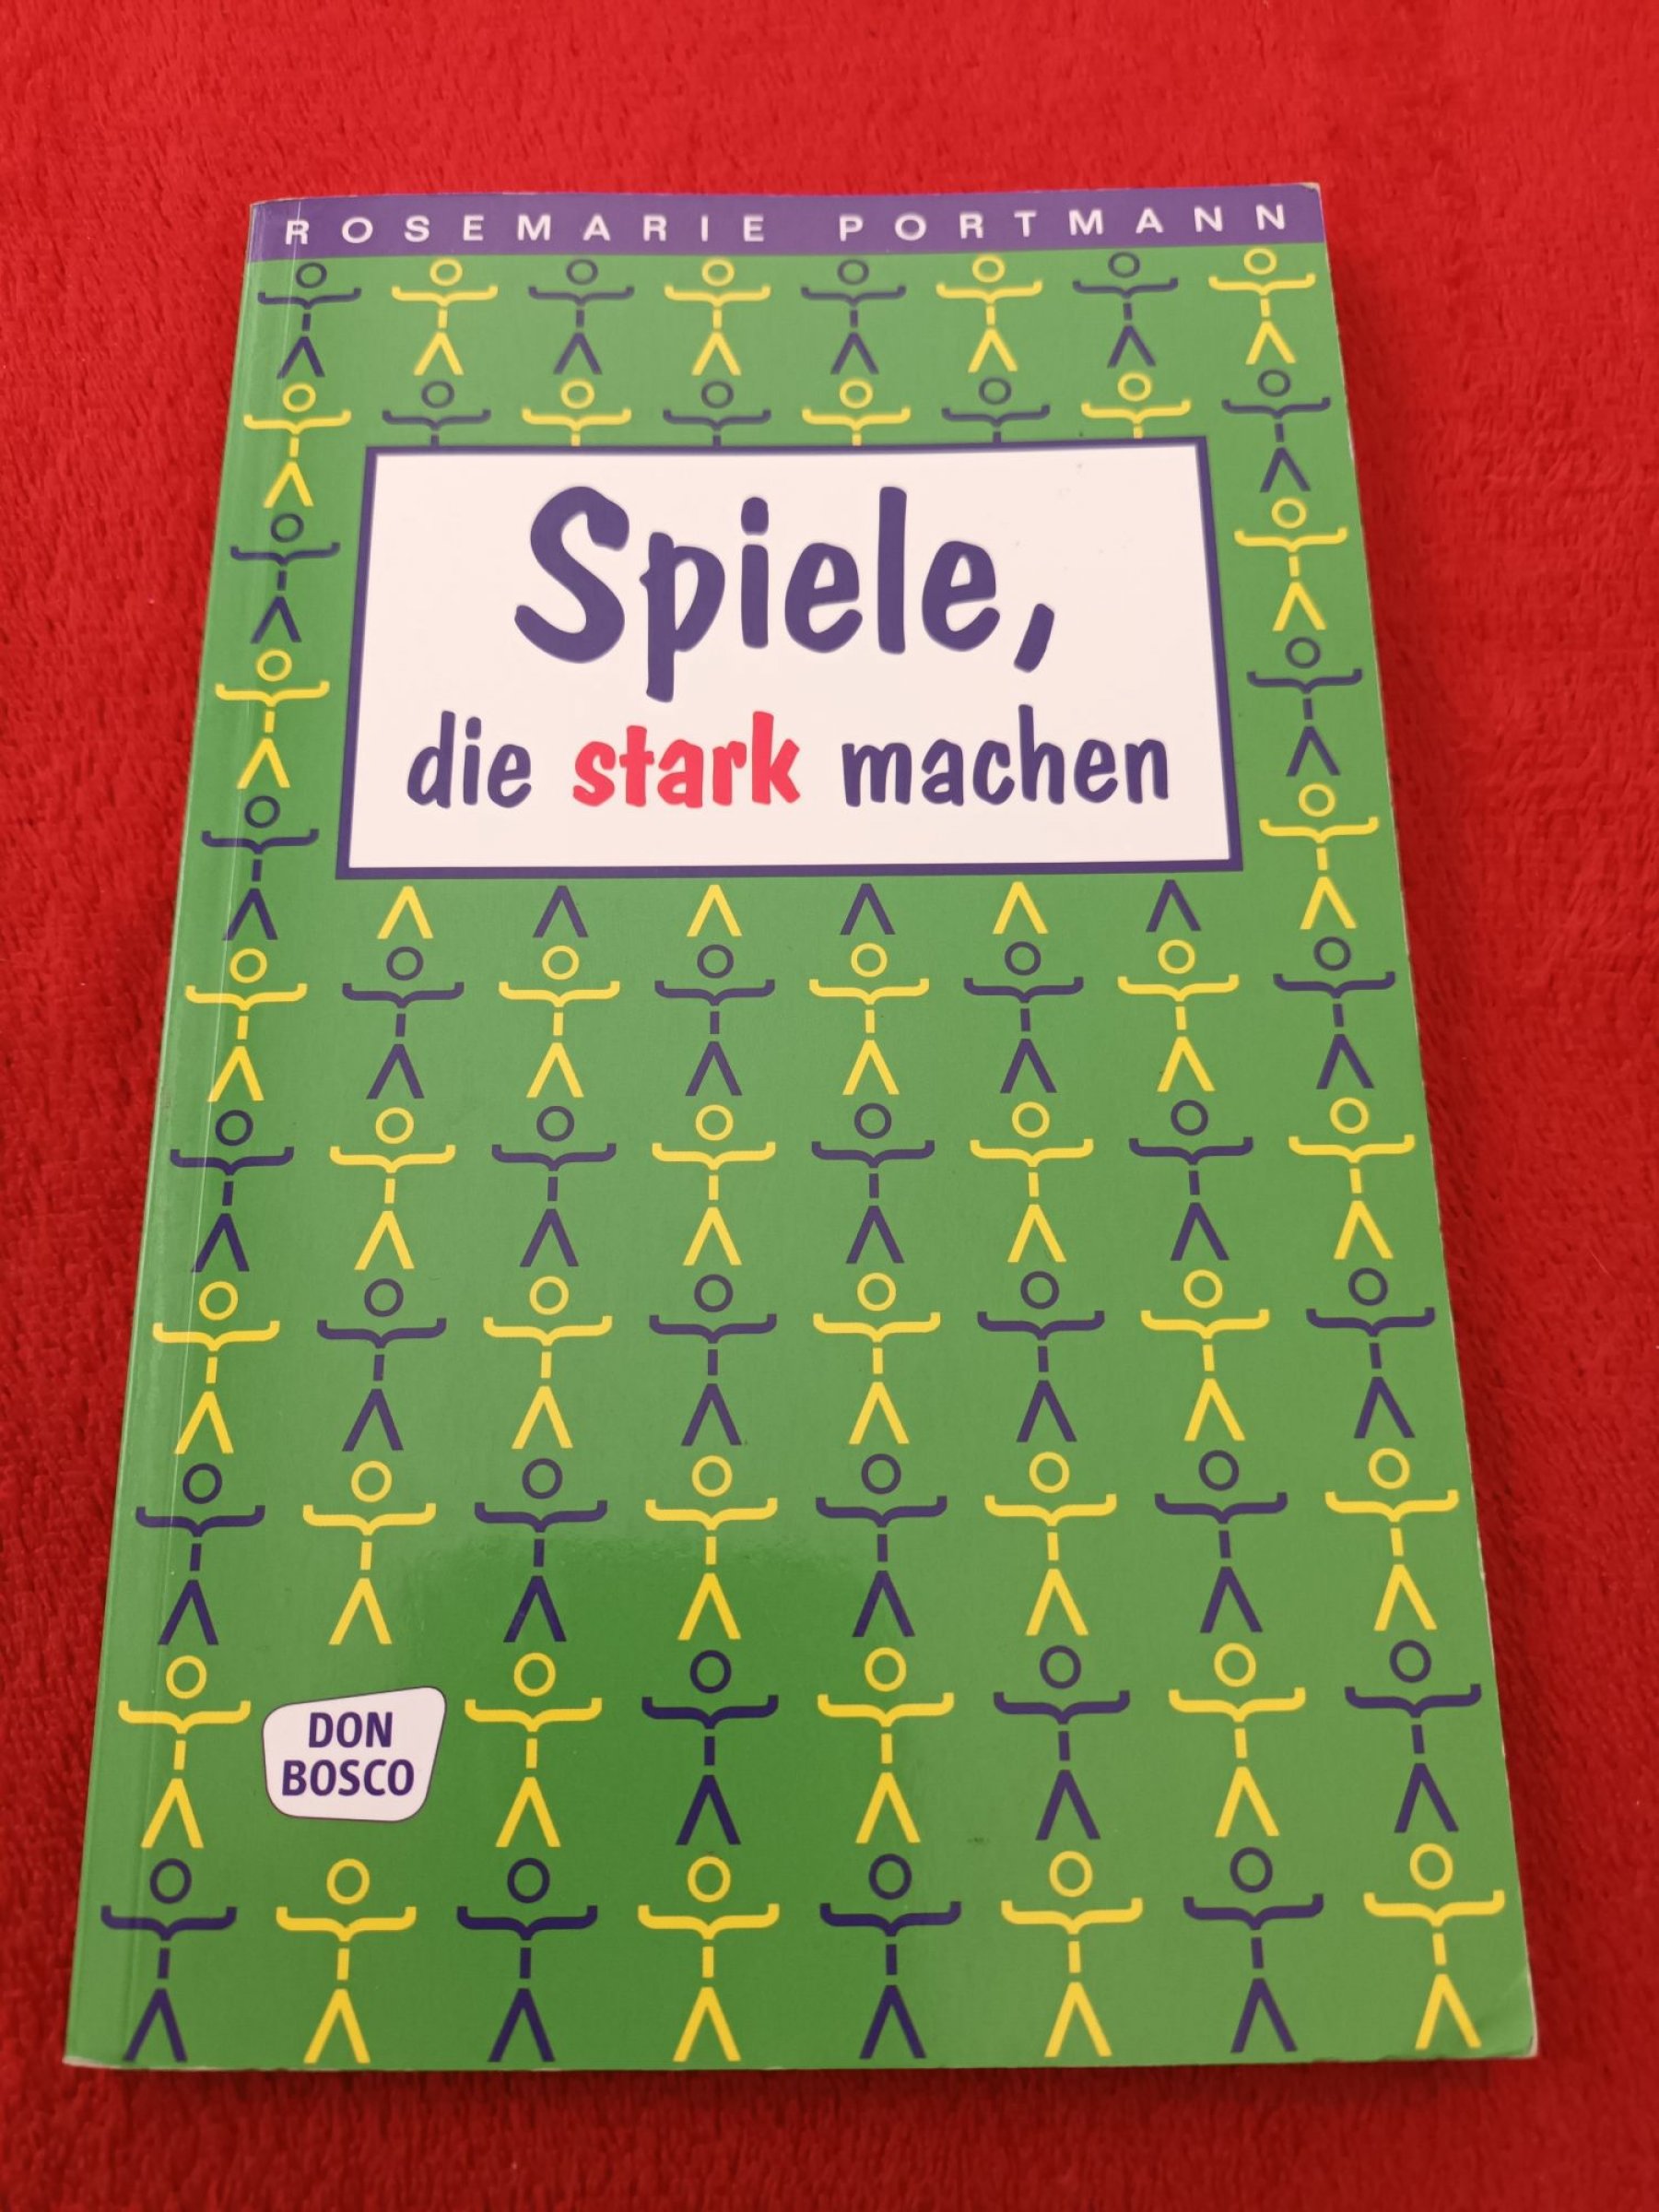 ROSEMARIE PORTMANN
Spiele,
die stark machen
DON
BOSCO